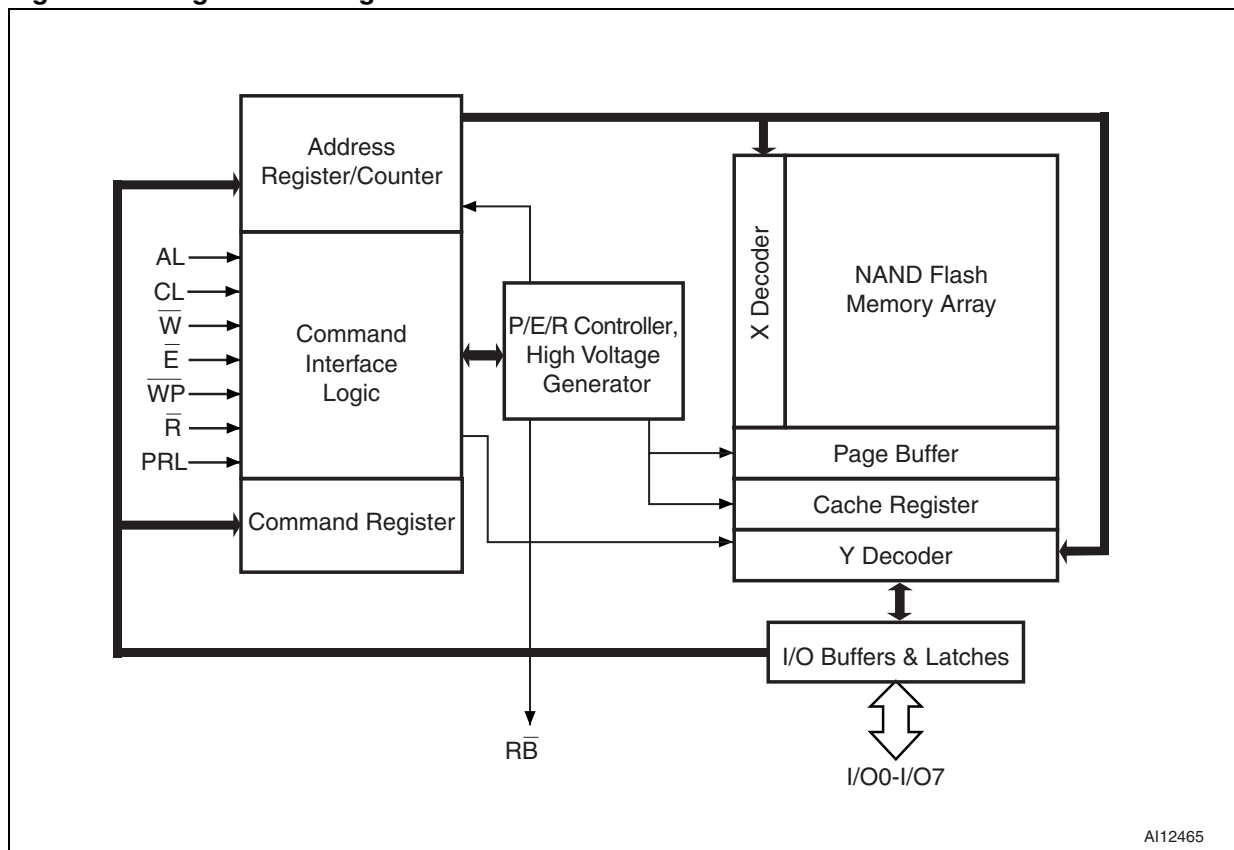 Address
Register/Counter
AL
CL
W̅
E̅
W̅P̅
R̅
PRL
Command
Interface
Logic
Command Register
P/E/R Controller,
High Voltage
Generator
RB̅
X Decoder
NAND Flash
Memory Array
Page Buffer
Cache Register
Y Decoder
I/O Buffers & Latches
I/O0-I/O7
AI12465